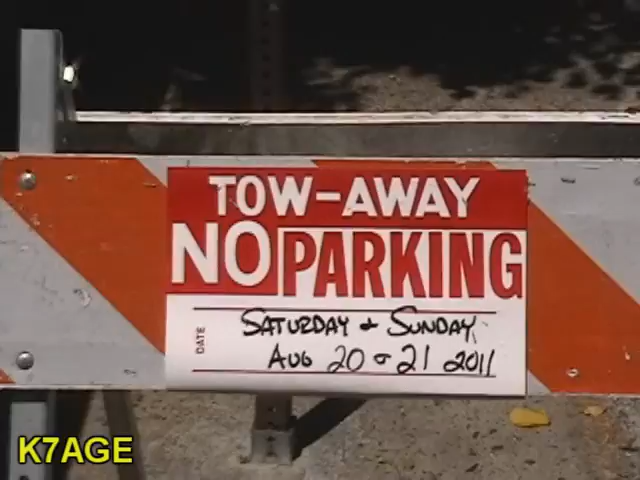 TOW-AWAY
NO PARKING
DATE
SATURDAY & SUNDAY
AUG 20 & 21 2011
K7AGE